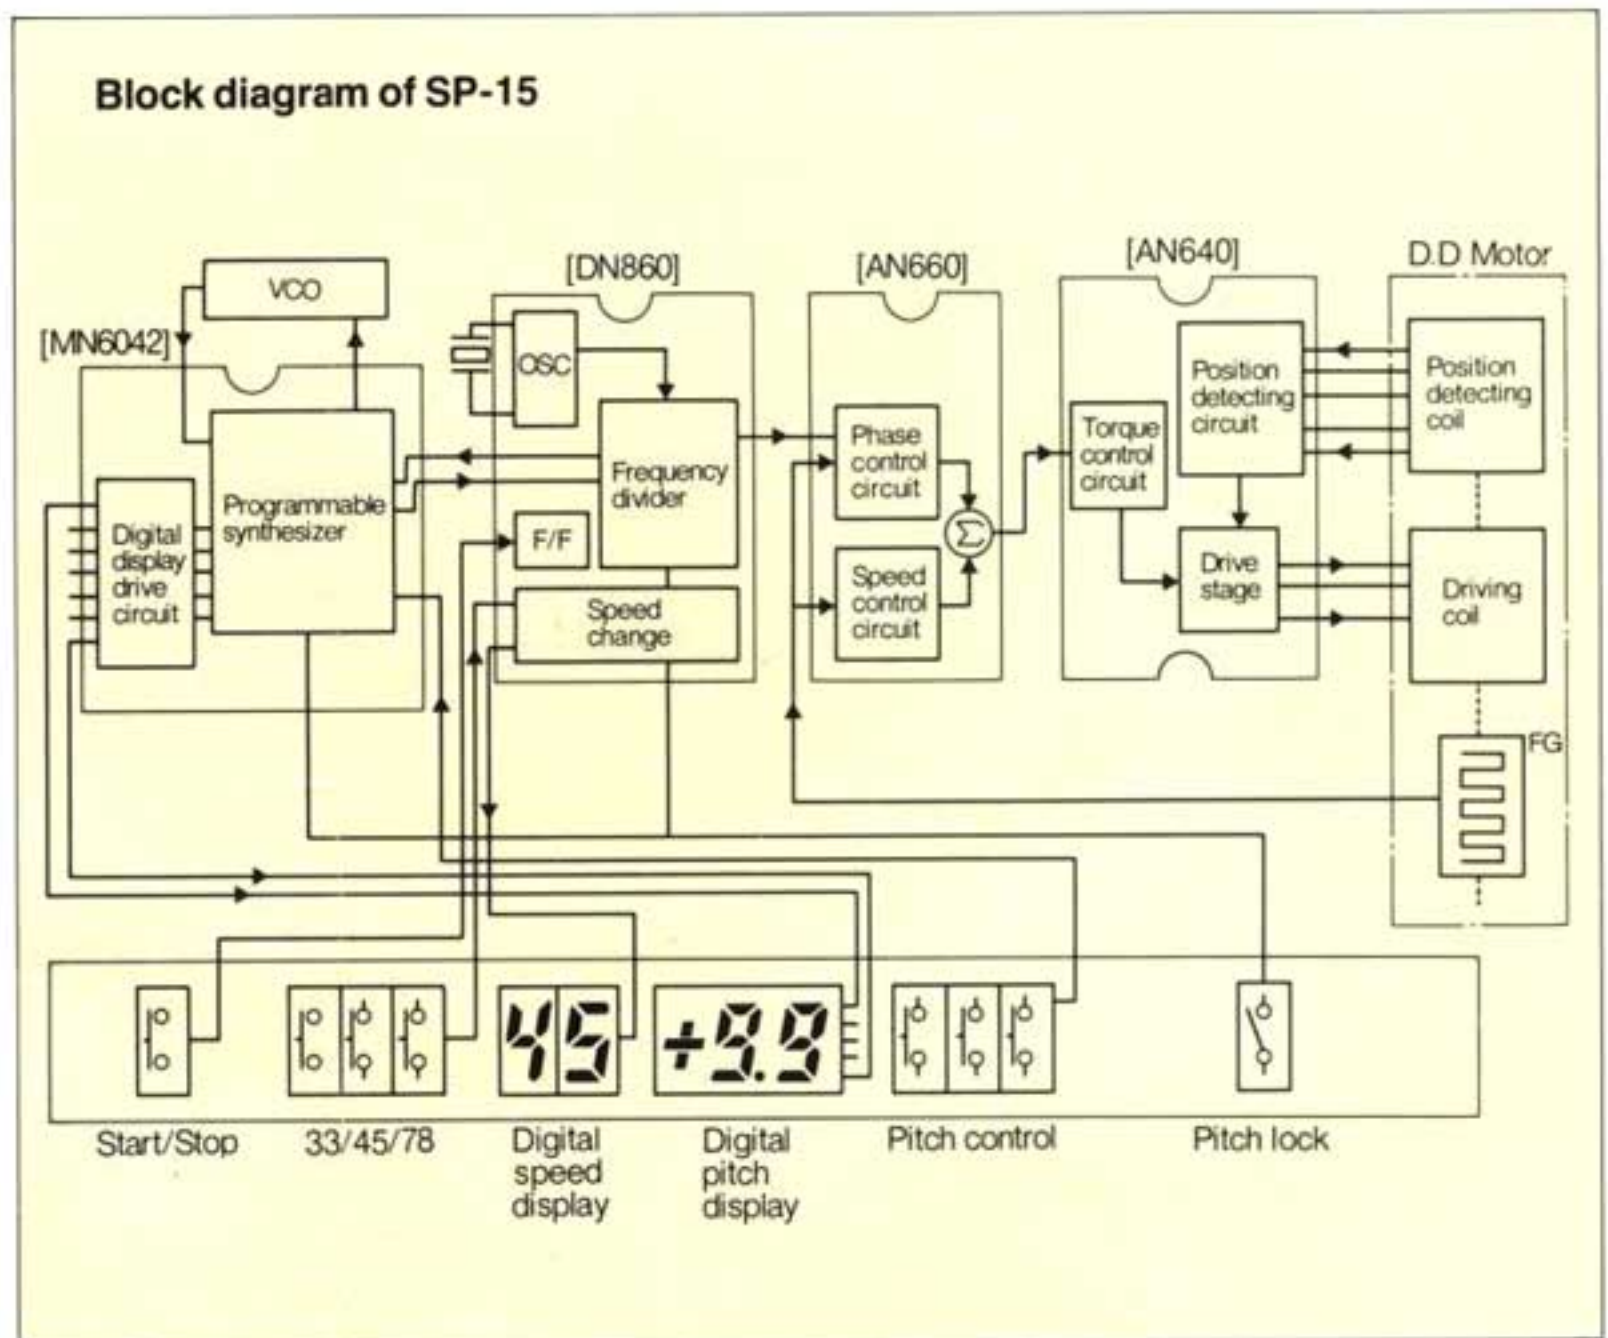 Block diagram of SP-15
VCO
[MN6042]
Digital
display
drive
circuit
Programmable
synthesizer
[DN860]
OSC
Frequency
divider
F/F
Speed
change
[AN660]
Phase
control
circuit
Σ
Speed
control
circuit
[AN640]
Torque
control
circuit
Position
detecting
circuit
Drive
stage
D.D Motor
Position
detecting
coil
Driving
coil
FG
45
+9.9
Start/Stop
33/45/78
Digital
speed
display
Digital
pitch
display
Pitch control
Pitch lock